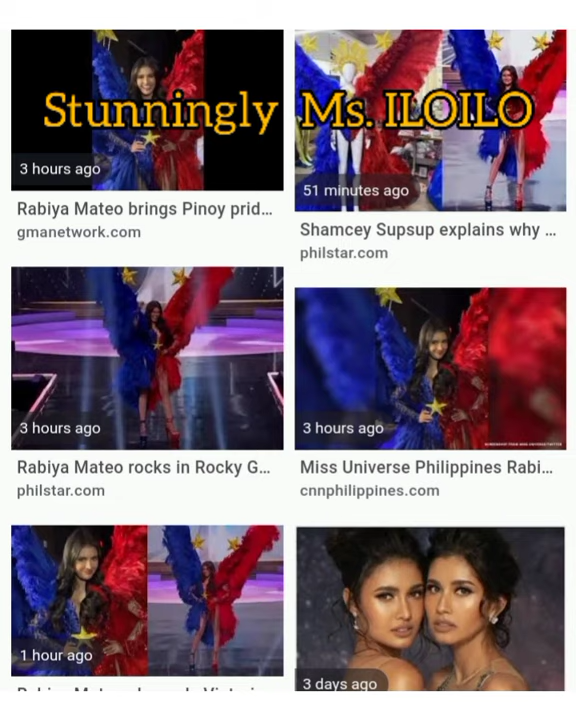 Stunningly Ms. ILOILO
3 hours ago
51 minutes ago
Rabiya Mateo brings Pinoy prid...
gmanetwork.com
Shamcey Supsup explains why ...
philstar.com
3 hours ago
3 hours ago
Rabiya Mateo rocks in Rocky G...
philstar.com
Miss Universe Philippines Rabi...
cnnphilippines.com
1 hour ago
3 days ago